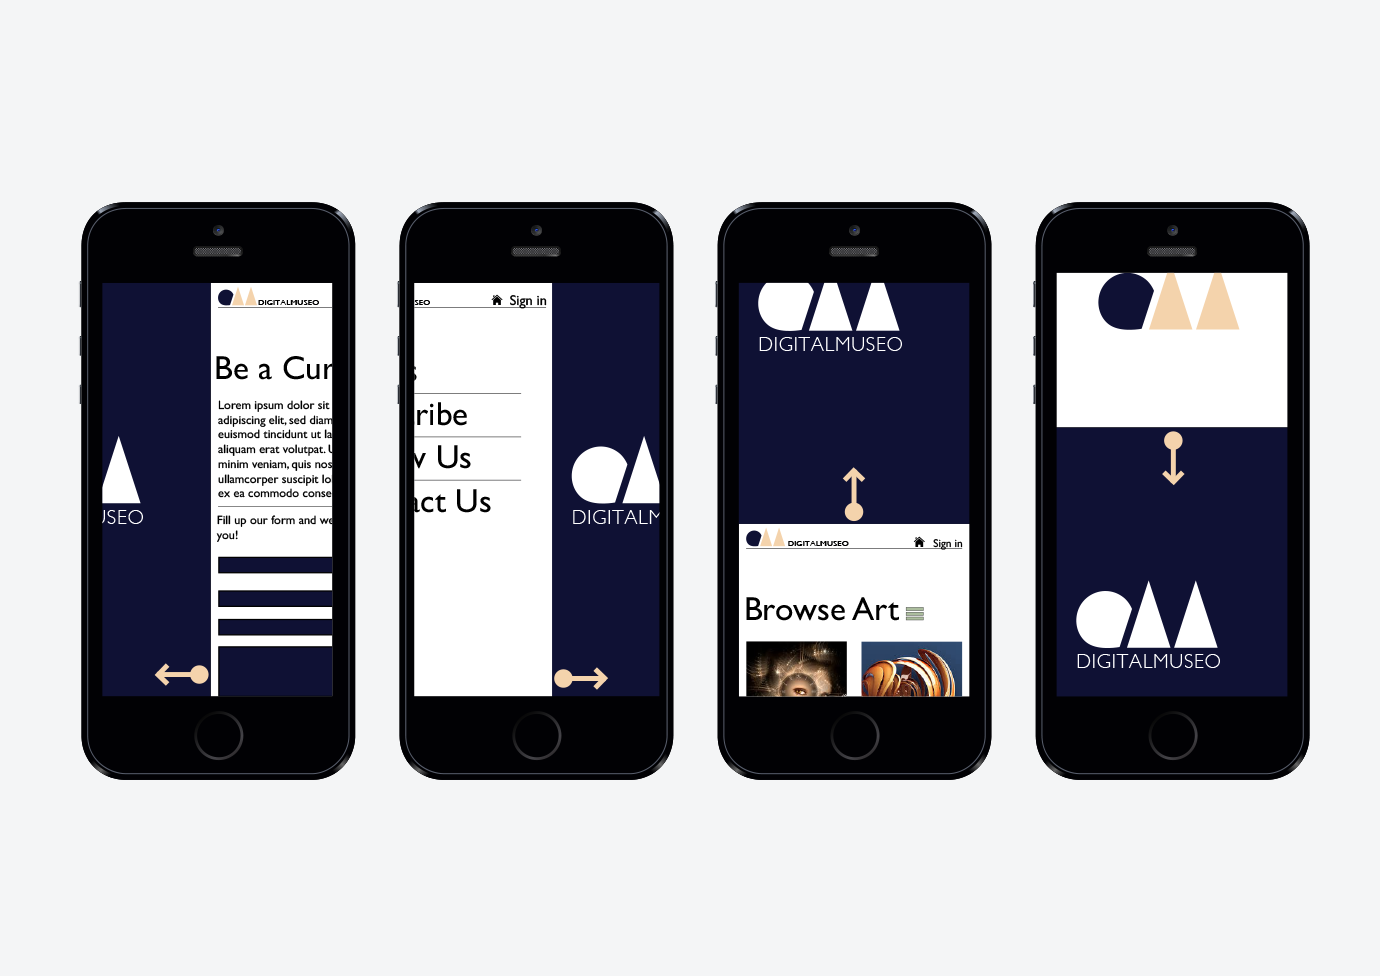 DIGITALMUSEO
Be a Cur
Lorem ipsum dolor sit
adipiscing elit, sed diam
euismod tincidunt ut la
aliquam erat volutpat. U
minim veniam, quis nos
ullamcorper suscipit lo
ex ea commodo conse
Fill up our form and we
you!
USEO
SEO
Sign in
s
ribe
w Us
act Us
DIGITALM
DIGITALMUSEO
DIGITALMUSEO
Sign in
Browse Art
DIGITALMUSEO